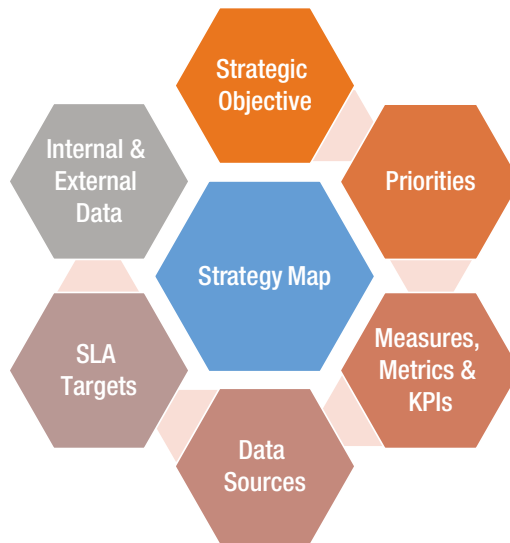 Strategic
Objective
Priorities
Measures,
Metrics &
KPIs
Data
Sources
SLA
Targets
Internal &
External
Data
Strategy Map